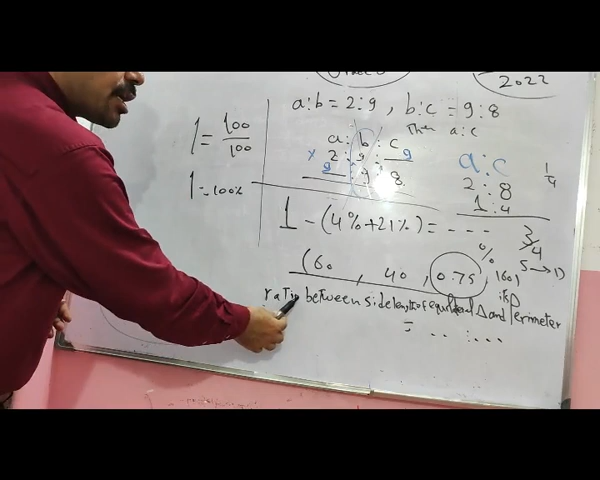 2022
a:b = 2:9 , b:c = 9:8
Then a:c
1 = 100/100
a : b : c
2 : 9 : 9
9 : 9 : 8
a:c
2 : 8
1 : 4
1/4
1 = 100%
1 - (4% + 21%) = ---
3/4
%
(60 , 40 , 0.75 , 160)
S → D
ratio between side length of equilateral Δ and Perimeter
= .. : ...